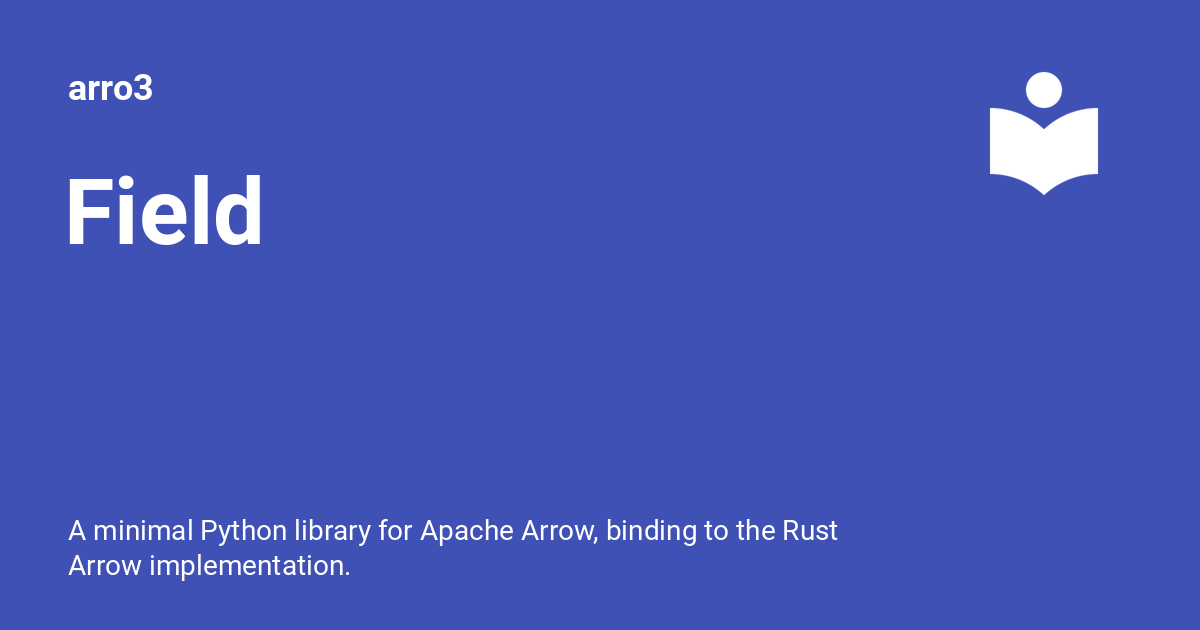 arro3
Field
A minimal Python library for Apache Arrow, binding to the Rust
Arrow implementation.